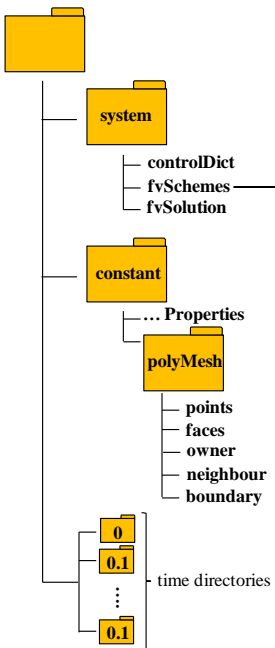 system
controlDict
fvSchemes
fvSolution
constant
... Properties
polyMesh
points
faces
owner
neighbour
boundary
0
0.1
time directories
⋮
0.1